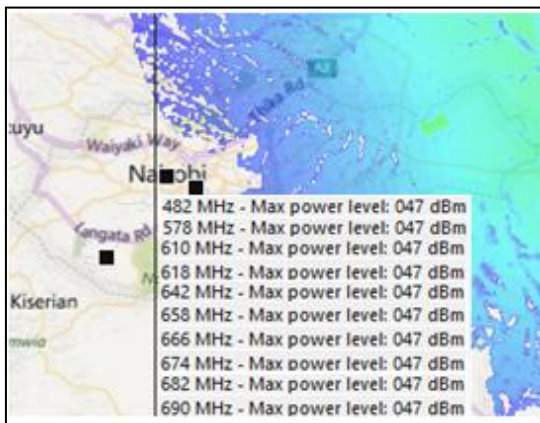 cuyu
Waiyaki Way
Thika Rd
Nairobi
Langata Rd
Kiserian
482 MHz - Max power level: 047 dBm
578 MHz - Max power level: 047 dBm
610 MHz - Max power level: 047 dBm
618 MHz - Max power level: 047 dBm
642 MHz - Max power level: 047 dBm
658 MHz - Max power level: 047 dBm
666 MHz - Max power level: 047 dBm
674 MHz - Max power level: 047 dBm
682 MHz - Max power level: 047 dBm
690 MHz - Max power level: 047 dBm